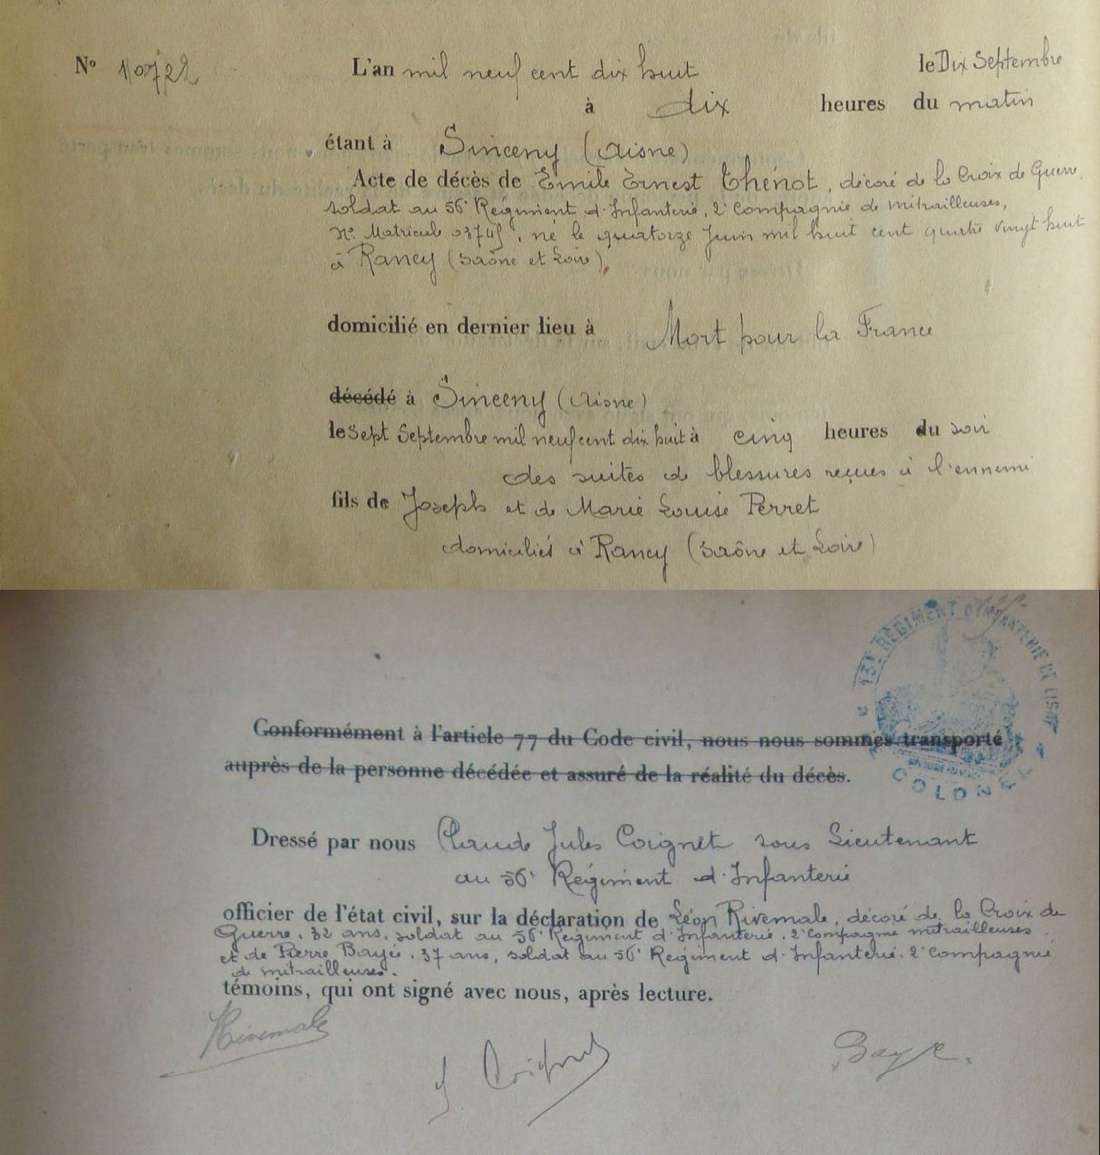 N° 10722 L'an mil neuf cent dix huit le Dix Septembre
à dix heures du matin
étant à Sinceny (Aisne)
Acte de décès de Emile Ernest Thénot, décoré de la Croix de Guerre,
soldat au 56e Régiment d'Infanterie, 2e Compagnie de mitrailleuses,
N° Matricule né le quatorze Juin mil huit cent quatre vingt huit
à Rancy (Saône et Loire),
domicilié en dernier lieu à Mort pour la France
décédé à Sinceny (Aisne)
le sept Septembre mil neuf cent dix huit à cinq heures du soir
des suites de blessures reçues à l'ennemi
fils de Joseph et de Marie Louise Perret
domiciliés à Rancy (Saône et Loire)
RÉGIMENT D'INFANTERIE DE
COLON
Conformément à l'article 77 du Code civil, nous nous sommes transporté
auprès de la personne décédée et assuré de la réalité du décès.
Dressé par nous Claude Jules Coignet sous Lieutenant
au 56e Régiment d'Infanterie
officier de l'état civil, sur la déclaration de Léon Rivemale, décoré de la Croix de
Guerre, 32 ans, soldat au 56e Régiment d'Infanterie, 2e Compagnie mitrailleuses
et de Pierre Baye, 37 ans, soldat au 56e Régiment d'Infanterie, 2e Compagnie
de mitrailleuses.
témoins, qui ont signé avec nous, après lecture.
Rivemale J. Coignet Baye.